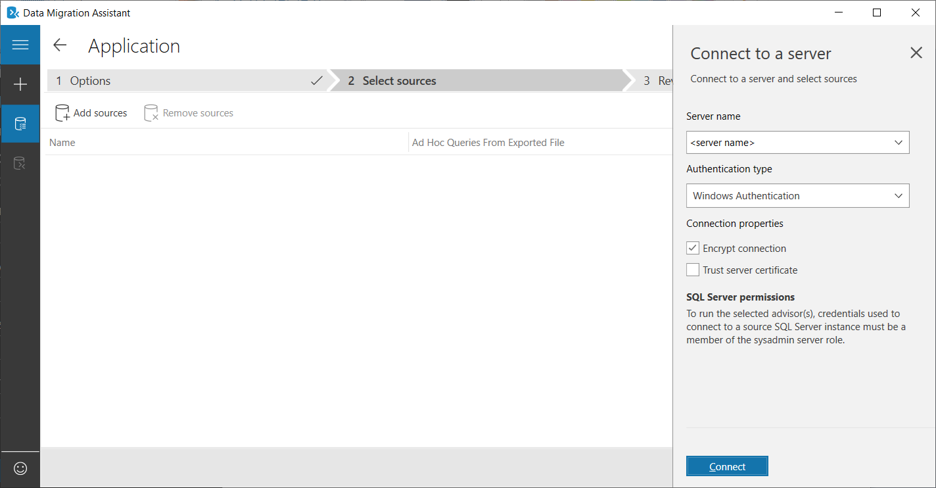 Data Migration Assistant
Application
1 Options
2 Select sources
3 Re
Add sources
Remove sources
Name
Ad Hoc Queries From Exported File
Connect to a server
Connect to a server and select sources
Server name
<server name>
Authentication type
Windows Authentication
Connection properties
Encrypt connection
Trust server certificate
SQL Server permissions
To run the selected advisor(s), credentials used to
connect to a source SQL Server instance must be a
member of the sysadmin server role.
Connect